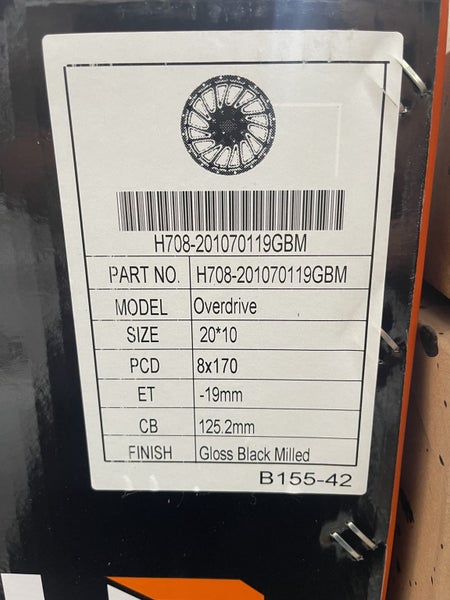 H708-201070119GBM
PART NO. H708-201070119GBM
MODEL Overdrive
SIZE 20*10
PCD 8x170
ET -19mm
CB 125.2mm
FINISH Gloss Black Milled
B155-42